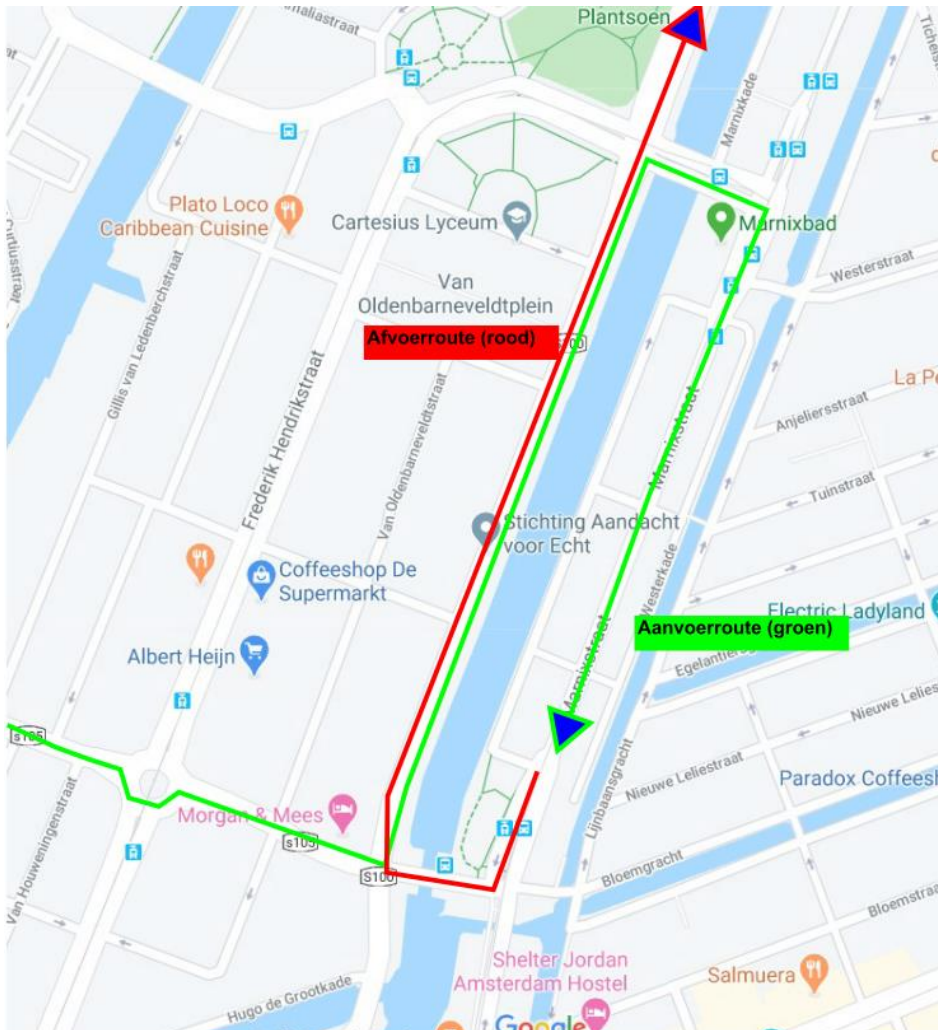 Plantsoen
Marnixkade
Plato Loco
Caribbean Cuisine
Cartesius Lyceum
Marnixbad
Westerstraat
Van
Oldenbarneveldtplein
Afvoerroute (rood)
Gillis van Ledenberchstraat
Frederik Hendrikstraat
Van Oldenbarneveldtstraat
Marnixstraat
Anjeliersstraat
Tuinstraat
Stichting Aandacht
voor Echt
Coffeeshop De
Supermarkt
Westerkade
Electric Ladyland
Aanvoerroute (groen)
Albert Heijn
Marnixstraat
Nieuwe Leliestraat
s105
Nieuwe Leliestraat
Paradox Coffeesh
Morgan & Mees
s105
Lijnbaansgracht
Van Houweningenstraat
S100
Bloemgracht
Bloemstraat
Shelter Jordan
Amsterdam Hostel
Salmuera
Hugo de Grootkade
Google